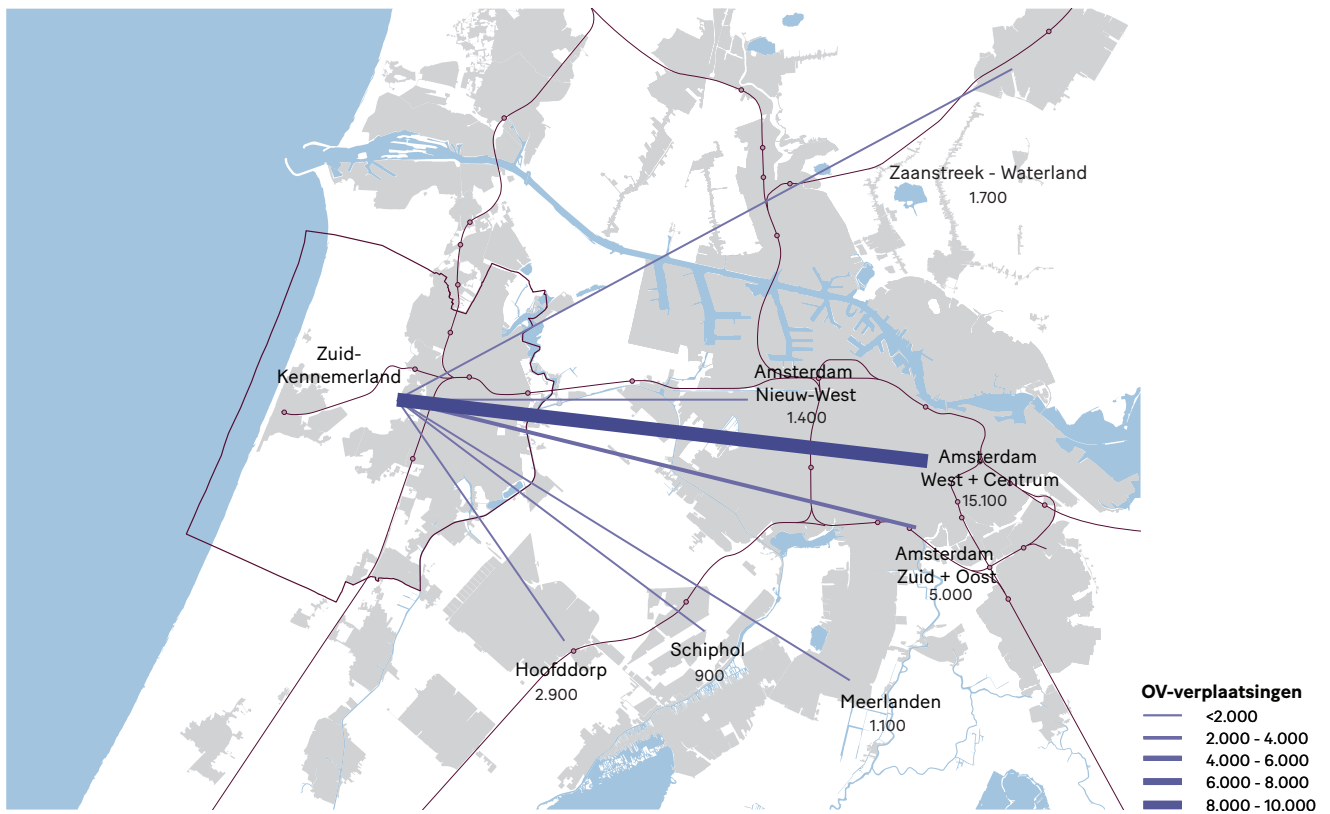 Zaanstreek - Waterland
1.700
Zuid-
Kennemerland
Amsterdam
Nieuw-West
1.400
Amsterdam
West + Centrum
15.100
Amsterdam
Zuid + Oost
5.000
Schiphol
900
Hoofddorp
2.900
Meerlanden
1.100
OV-verplaatsingen
<2.000
2.000 - 4.000
4.000 - 6.000
6.000 - 8.000
8.000 - 10.000